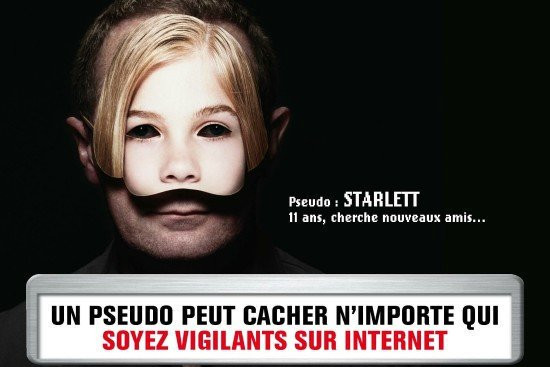 Pseudo : STARLETT
11 ans, cherche nouveaux amis...
UN PSEUDO PEUT CACHER N'IMPORTE QUI
SOYEZ VIGILANTS SUR INTERNET